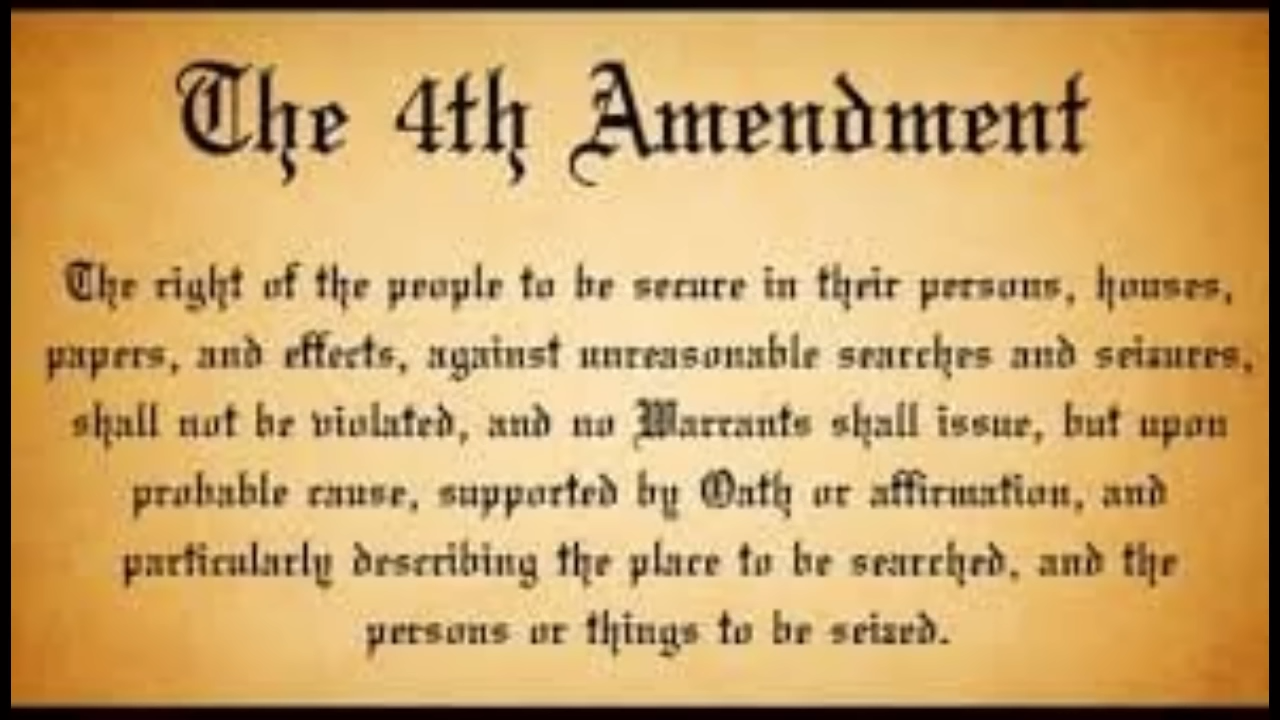 The 4th Amendment
The right of the people to be secure in their persons, houses,
papers, and effects, against unreasonable searches and seizures,
shall not be violated, and no Warrants shall issue, but upon
probable cause, supported by Oath or affirmation, and
particularly describing the place to be searched, and the
persons or things to be seized.